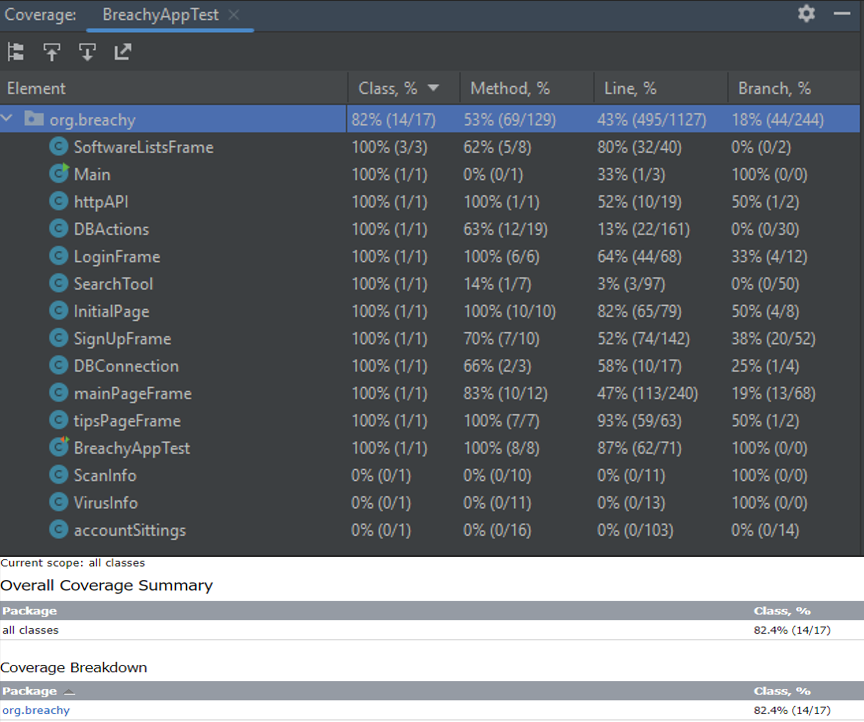 Coverage: BreachyAppTest
Element Class, % Method, % Line, % Branch, %
org.breachy 82% (14/17) 53% (69/129) 43% (495/1127) 18% (44/244)
SoftwareListsFrame 100% (3/3) 62% (5/8) 80% (32/40) 0% (0/2)
Main 100% (1/1) 0% (0/1) 33% (1/3) 100% (0/0)
httpAPI 100% (1/1) 100% (1/1) 52% (10/19) 50% (1/2)
DBActions 100% (1/1) 63% (12/19) 13% (22/161) 0% (0/30)
LoginFrame 100% (1/1) 100% (6/6) 64% (44/68) 33% (4/12)
SearchTool 100% (1/1) 14% (1/7) 3% (3/97) 0% (0/50)
InitialPage 100% (1/1) 100% (10/10) 82% (65/79) 50% (4/8)
SignUpFrame 100% (1/1) 70% (7/10) 52% (74/142) 38% (20/52)
DBConnection 100% (1/1) 66% (2/3) 58% (10/17) 25% (1/4)
mainPageFrame 100% (1/1) 83% (10/12) 47% (113/240) 19% (13/68)
tipsPageFrame 100% (1/1) 100% (7/7) 93% (59/63) 50% (1/2)
BreachyAppTest 100% (1/1) 100% (8/8) 87% (62/71) 100% (0/0)
ScanInfo 0% (0/1) 0% (0/10) 0% (0/11) 100% (0/0)
VirusInfo 0% (0/1) 0% (0/11) 0% (0/13) 100% (0/0)
accountSittings 0% (0/1) 0% (0/16) 0% (0/103) 0% (0/14)
Current scope: all classes
Overall Coverage Summary
Package Class, %
all classes 82.4% (14/17)
Coverage Breakdown
Package Class, %
org.breachy 82.4% (14/17)